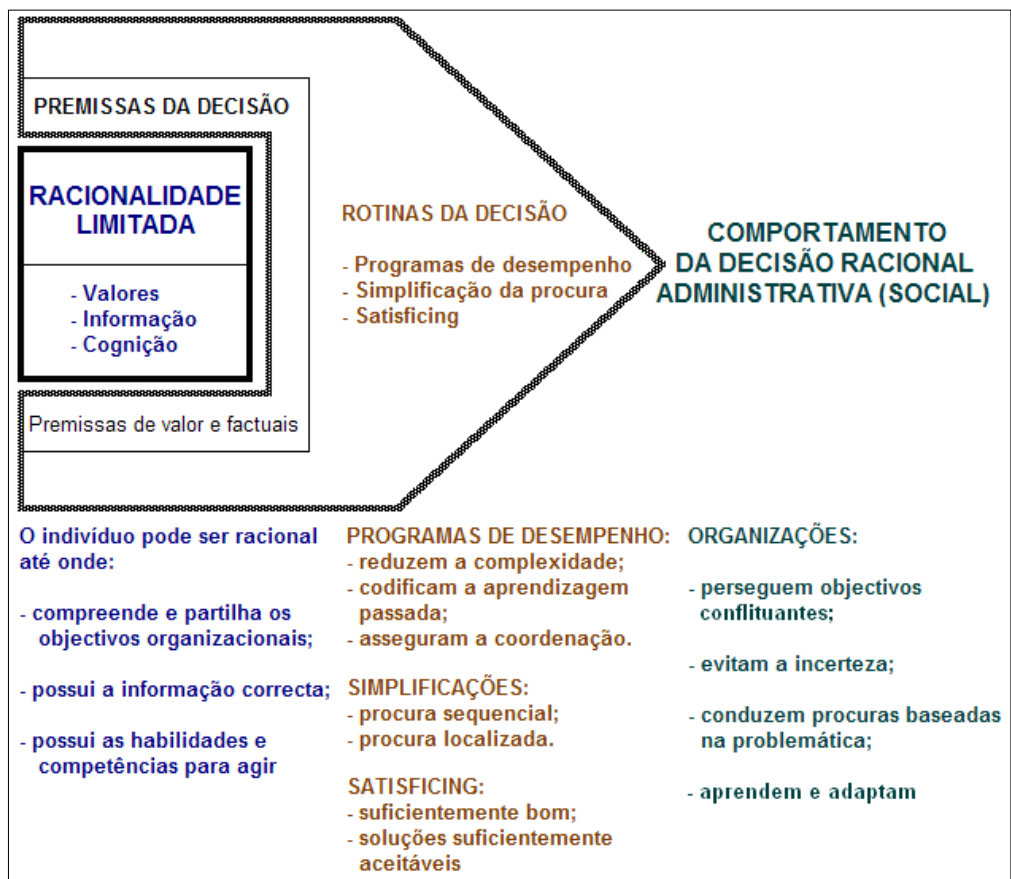 PREMISSAS DA DECISÃO
RACIONALIDADE
LIMITADA
- Valores
- Informação
- Cognição
Premissas de valor e factuais
ROTINAS DA DECISÃO
- Programas de desempenho
- Simplificação da procura
- Satisficing
COMPORTAMENTO
DA DECISÃO RACIONAL
ADMINISTRATIVA (SOCIAL)
O indivíduo pode ser racional
até onde:
- compreende e partilha os
objectivos organizacionais;
- possui a informação correcta;
- possui as habilidades e
competências para agir
PROGRAMAS DE DESEMPENHO:
- reduzem a complexidade;
- codificam a aprendizagem
passada;
- asseguram a coordenação.
SIMPLIFICAÇÕES:
- procura sequencial;
- procura localizada.
SATISFICING:
- suficientemente bom;
- soluções suficientemente
aceitáveis
ORGANIZAÇÕES:
- perseguem objectivos
conflituantes;
- evitam a incerteza;
- conduzem procuras baseadas
na problemática;
- aprendem e adaptam